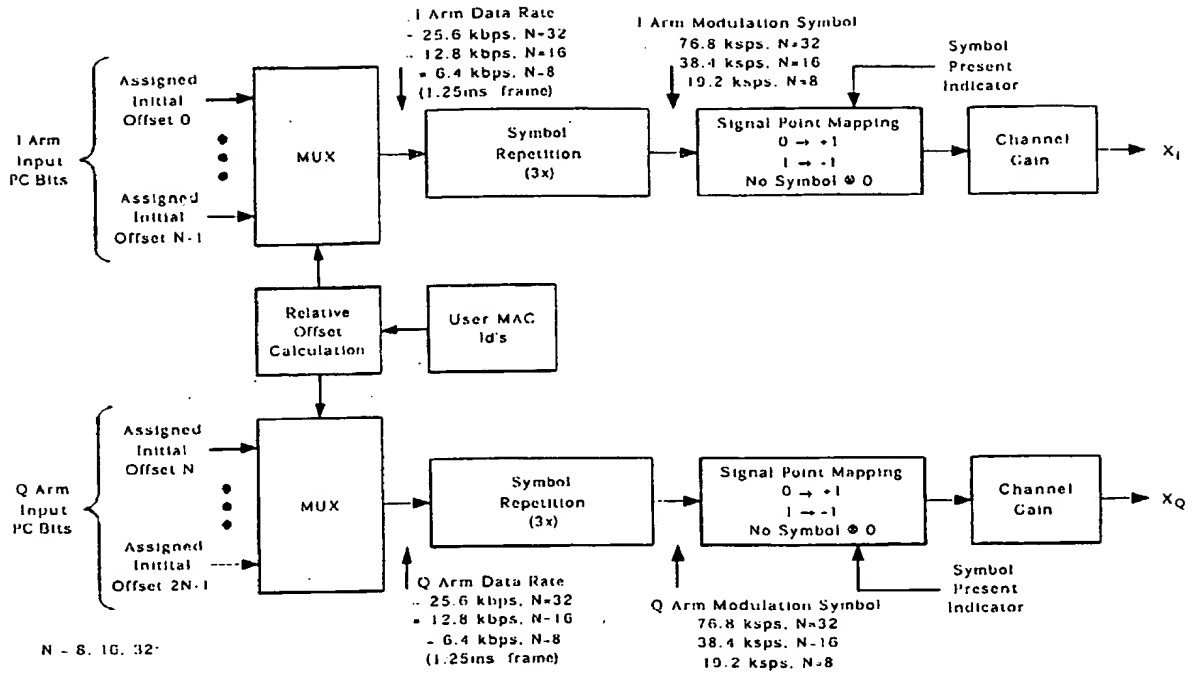 I Arm Data Rate
- 25.6 kbps, N=32
- 12.8 kbps, N=16
= 6.4 kbps, N-8
(1.25ms frame)
I Arm Modulation Symbol
76.8 ksps, N=32
38.4 ksps, N=16
19.2 ksps, N=8
Symbol
Present
Indicator
I Arm
Input
PC Bits
Assigned
Initial
Offset 0
Assigned
Initial
Offset N-1
MUX
Symbol
Repetition
(3x)
Signal Point Mapping
0 → +1
1 → -1
No Symbol ⊗ 0
Channel
Gain
X_I
Relative
Offset
Calculation
User MAC
Id's
Q Arm
Input
PC Bits
Assigned
Initial
Offset N
Assigned
Initital
Offset 2N-1
MUX
Symbol
Repetition
(3x)
Signal Point Mapping
0 → +1
1 → -1
No Symbol ⊗ 0
Channel
Gain
X_Q
Q Arm Data Rate
- 25.6 kbps, N=32
= 12.8 kbps, N-16
- 6.4 kbps, N=8
(1.25ms frame)
Q Arm Modulation Symbol
76.8 ksps, N=32
38.4 ksps, N-16
19.2 ksps, N=8
Symbol
Present
Indicator
N - 8, 16, 32